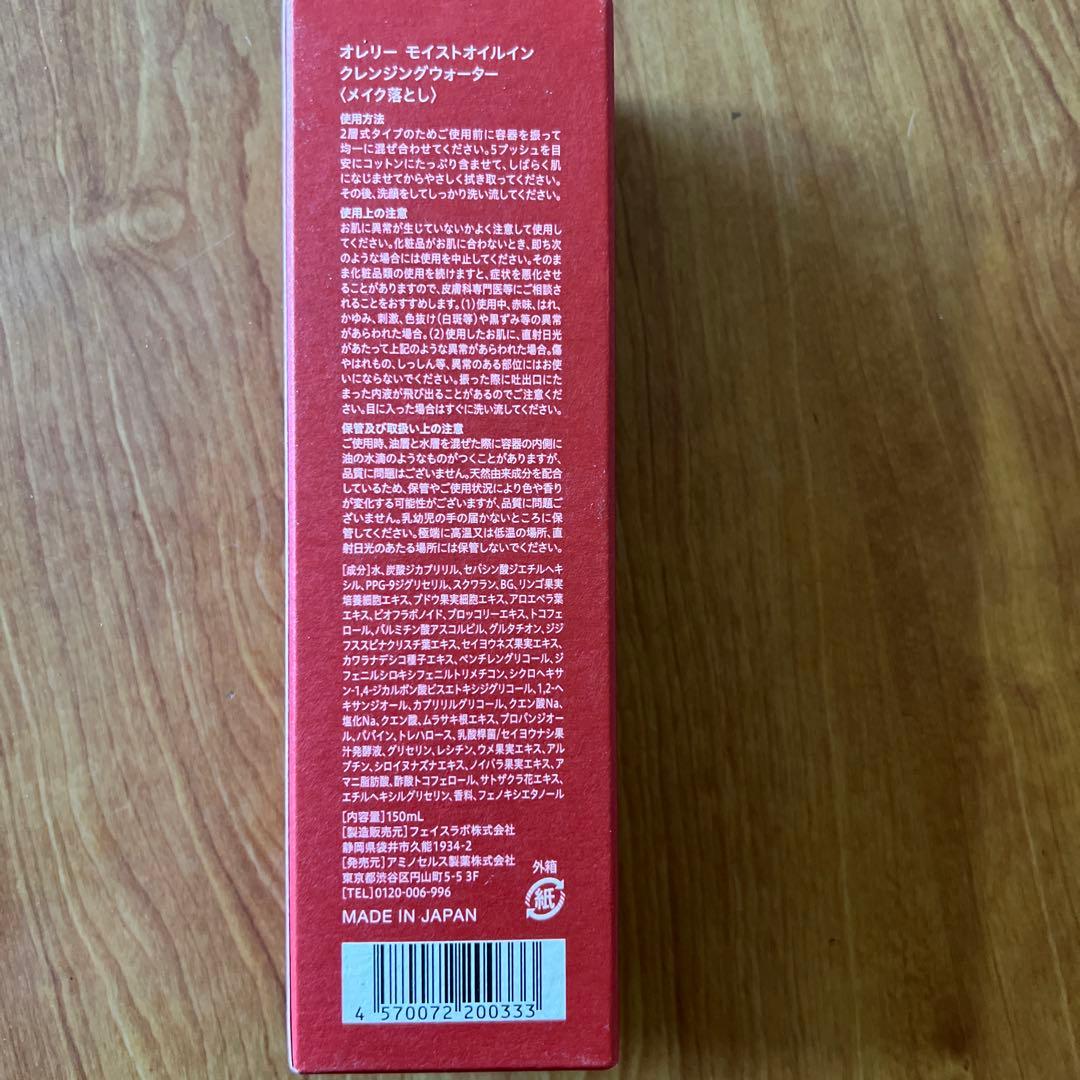 オレリー モイストオイルイン
クレンジングウォーター
〈メイク落とし〉
使用方法
2層式タイプのためご使用前に容器を振って
均一に混ぜ合わせてください。5プッシュを目
安にコットンにたっぷり含ませて、しばらく肌
になじませてからやさしく拭き取ってください。
その後、洗顔をしてしっかり洗い流してください。
使用上の注意
お肌に異常が生じていないかよく注意して使用し
てください。化粧品がお肌に合わないとき、即ち次
のような場合には使用を中止してください。そのま
ま化粧品類の使用を続けますと、症状を悪化させ
ることがありますので、皮膚科専門医等にご相談さ
れることをおすすめします。(1)使用中、赤味、はれ、
かゆみ、刺激、色抜け(白斑等)や黒ずみ等の異常
があらわれた場合。(2)使用したお肌に、直射日光
があたって上記のような異常があらわれた場合。傷
やはれもの、しっしん等、異常のある部位にはお使
いにならないでください。振った際に吐出口にた
まった内液が飛び出ることがあるのでご注意くだ
さい。目に入った場合はすぐに洗い流してください。
保管及び取扱い上の注意
ご使用時、油層と水層を混ぜた際に容器の内側に
油の水滴のようなものがつくことがありますが、
品質に問題はございません。天然由来成分を配合
しているため、保管やご使用状況により色や香り
が変化する可能性がございますが、品質に問題ご
ざいません。乳幼児の手の届かないところに保
管してください。極端に高温又は低温の場所、直
射日光のあたる場所には保管しないでください。
[成分]水、炭酸ジカプリリル、セバシン酸ジエチルヘキ
シル、PPG-9ジグリセリル、スクワラン、BG、リンゴ果実
培養細胞エキス、ブドウ果実細胞エキス、アロエベラ葉
エキス、ビオフラボノイド、ブロッコリーエキス、トコフェ
ロール、パルミチン酸アスコルビル、グルタチオン、ジジ
フススピナクリスチ葉エキス、セイヨウネズ果実エキス、
カワラナデシコ種子エキス、ペンチレングリコール、ジ
フェニルシロキシフェニルトリメチコン、シクロヘキサ
ン-1,4-ジカルボン酸ビスエトキシジグリコール、1,2-ヘ
キサンジオール、カプリリルグリコール、クエン酸Na、
塩化Na、クエン酸、ムラサキ根エキス、プロパンジオー
ル、パパイン、トレハロース、乳酸桿菌/セイヨウナシ果
汁発酵液、グリセリン、レシチン、ウメ果実エキス、アル
ブチン、シロイヌナズナエキス、ノイバラ果実エキス、ア
マニ脂肪酸、酢酸トコフェロール、サトザクラ花エキス、
エチルヘキシルグリセリン、香料、フェノキシエタノール
[内容量]150mL
[製造販売元]フェイスラボ株式会社
静岡県袋井市久能1934-2
[発売元]アミノセルス製薬株式会社
東京都渋谷区円山町5-5 3F
[TEL]0120-006-996
外箱
紙
MADE IN JAPAN
4 570072 200333